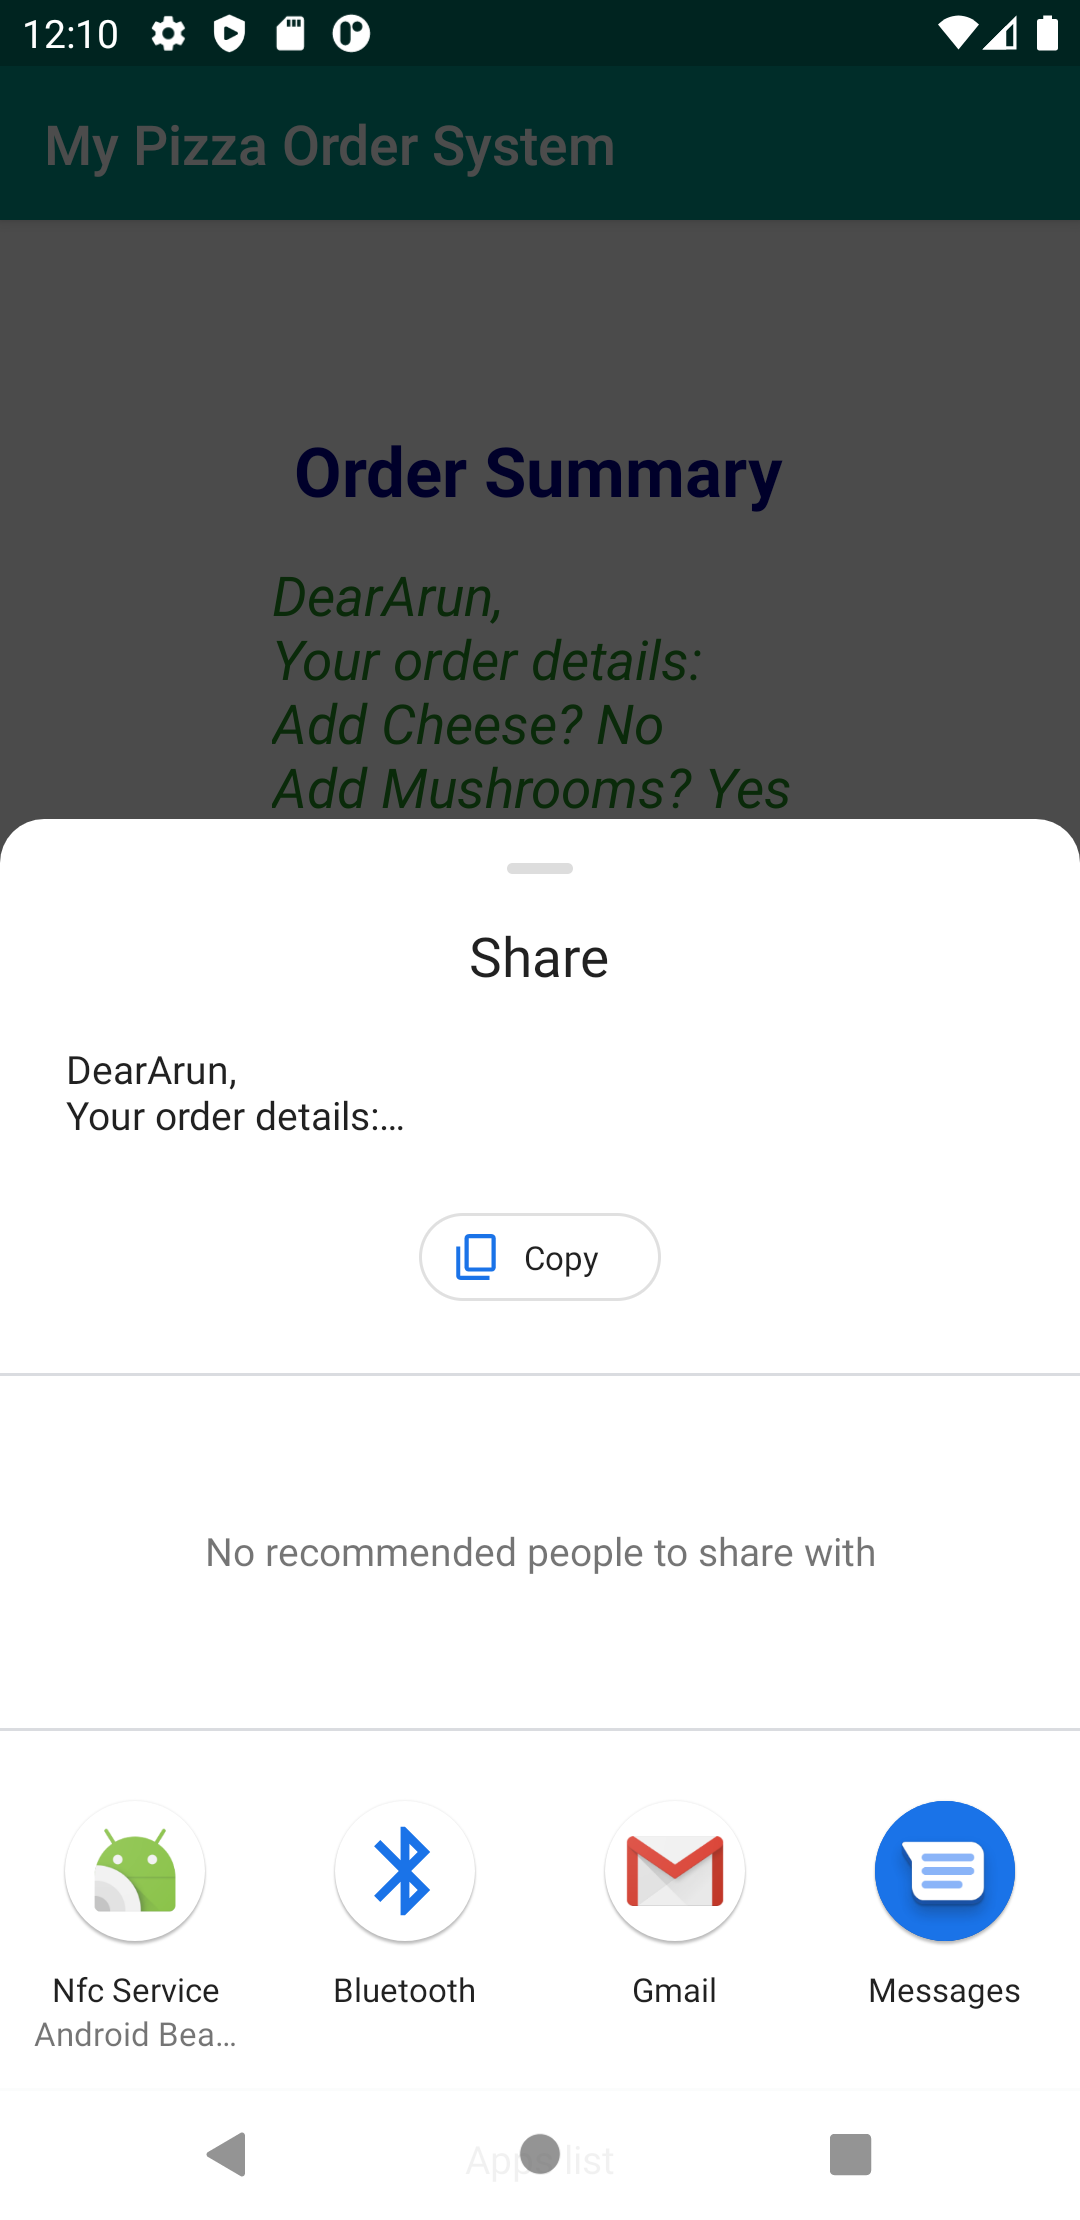 12:10
My Pizza Order System
Order Summary
DearArun,
Your order details:
Add Cheese? No
Add Mushrooms? Yes
Share
DearArun,
Your order details:…
Copy
No recommended people to share with
Nfc Service
Android Bea…
Bluetooth
Gmail
Messages
Apps list